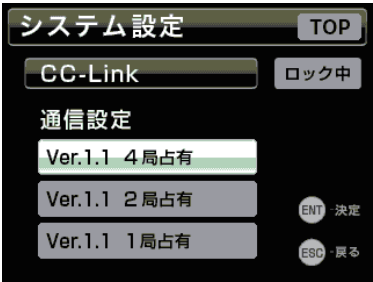 システム設定 TOP
CC-Link ロック中
通信設定
Ver.1.1 4局占有
Ver.1.1 2局占有
Ver.1.1 1局占有
ENT -決定
ESC -戻る